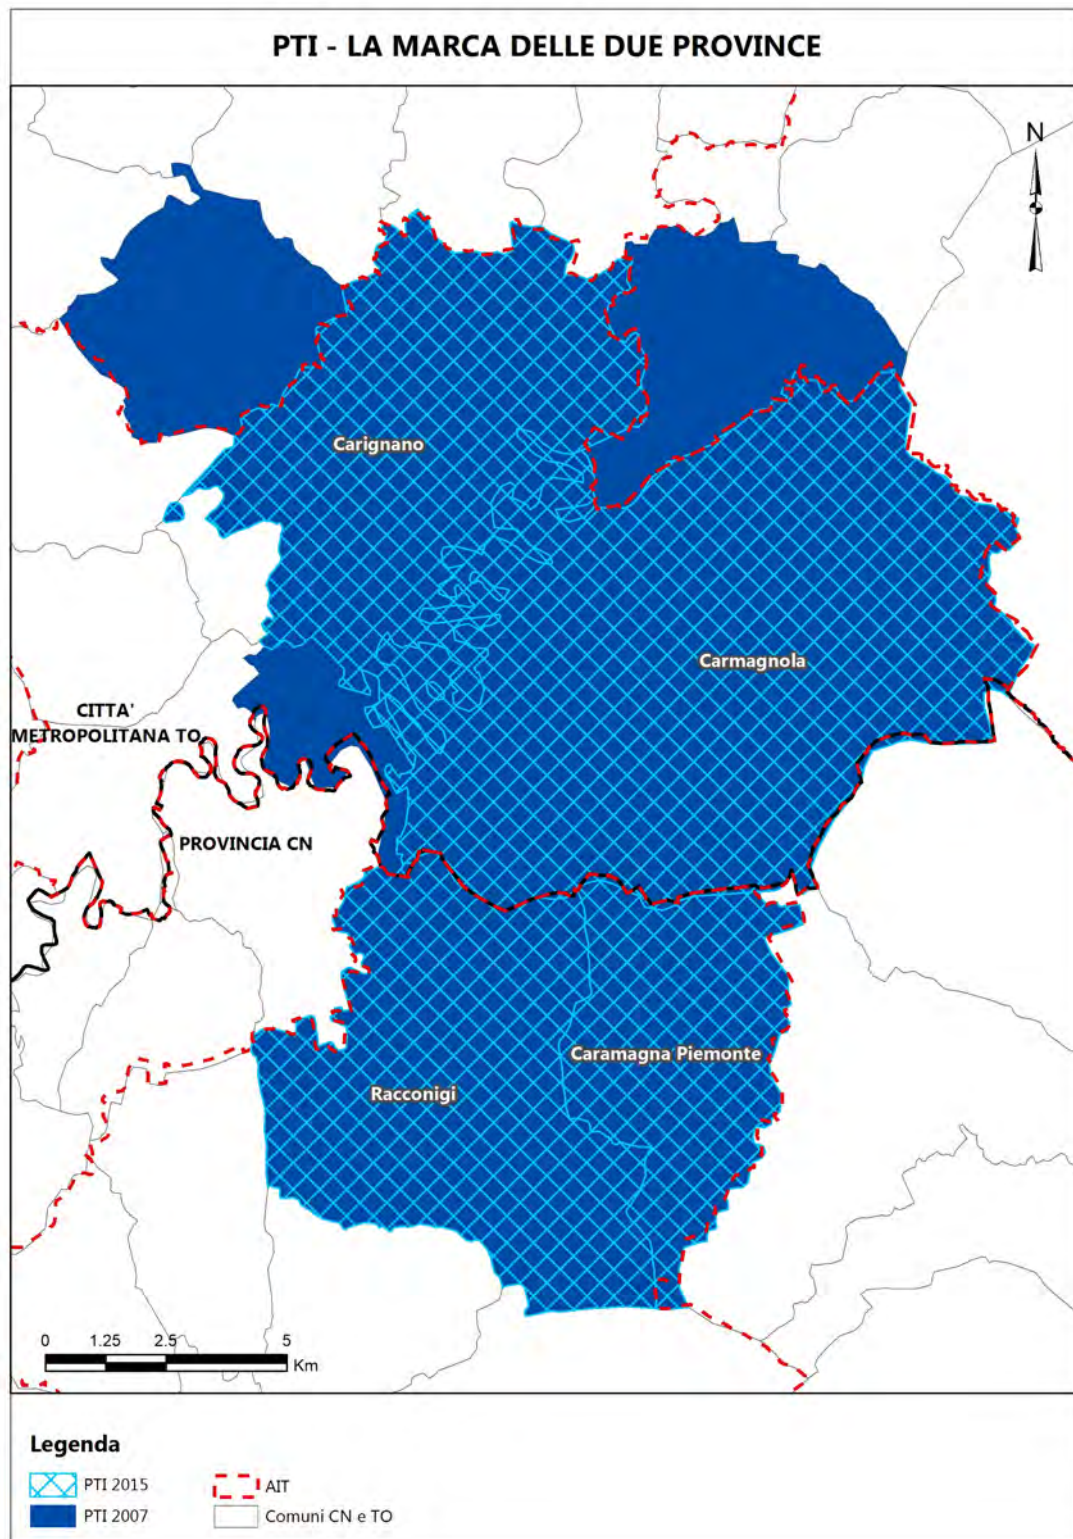 PTI - LA MARCA DELLE DUE PROVINCE
N
Carignano
Carmagnola
CITTA'
METROPOLITANA TO
PROVINCIA CN
Caramagna Piemonte
Racconigi
0 1.25 2.5 5
Km
Legenda
PTI 2015
AIT
PTI 2007
Comuni CN e TO